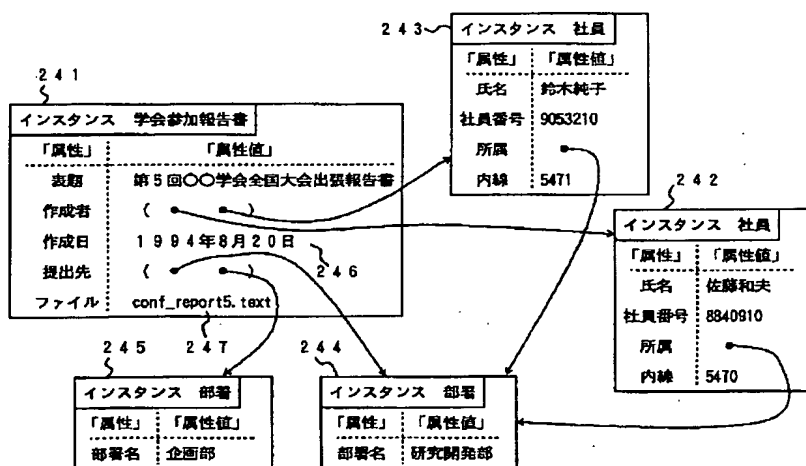 243
インスタンス 社員
「属性」 「属性値」
氏名 鈴木純子
社員番号 9053210
所属
内線 5471
241
インスタンス 学会参加報告書
「属性」 「属性値」
表題 第5回〇〇学会全国大会出張報告書
作成者 ( )
作成日 1994年8月20日
提出先 ( )
ファイル conf_report5.text
246
247
242
インスタンス 社員
「属性」 「属性値」
氏名 佐藤和夫
社員番号 8840910
所属
内線 5470
245
インスタンス 部署
「属性」 「属性値」
部署名 企画部
244
インスタンス 部署
「属性」 「属性値」
部署名 研究開発部